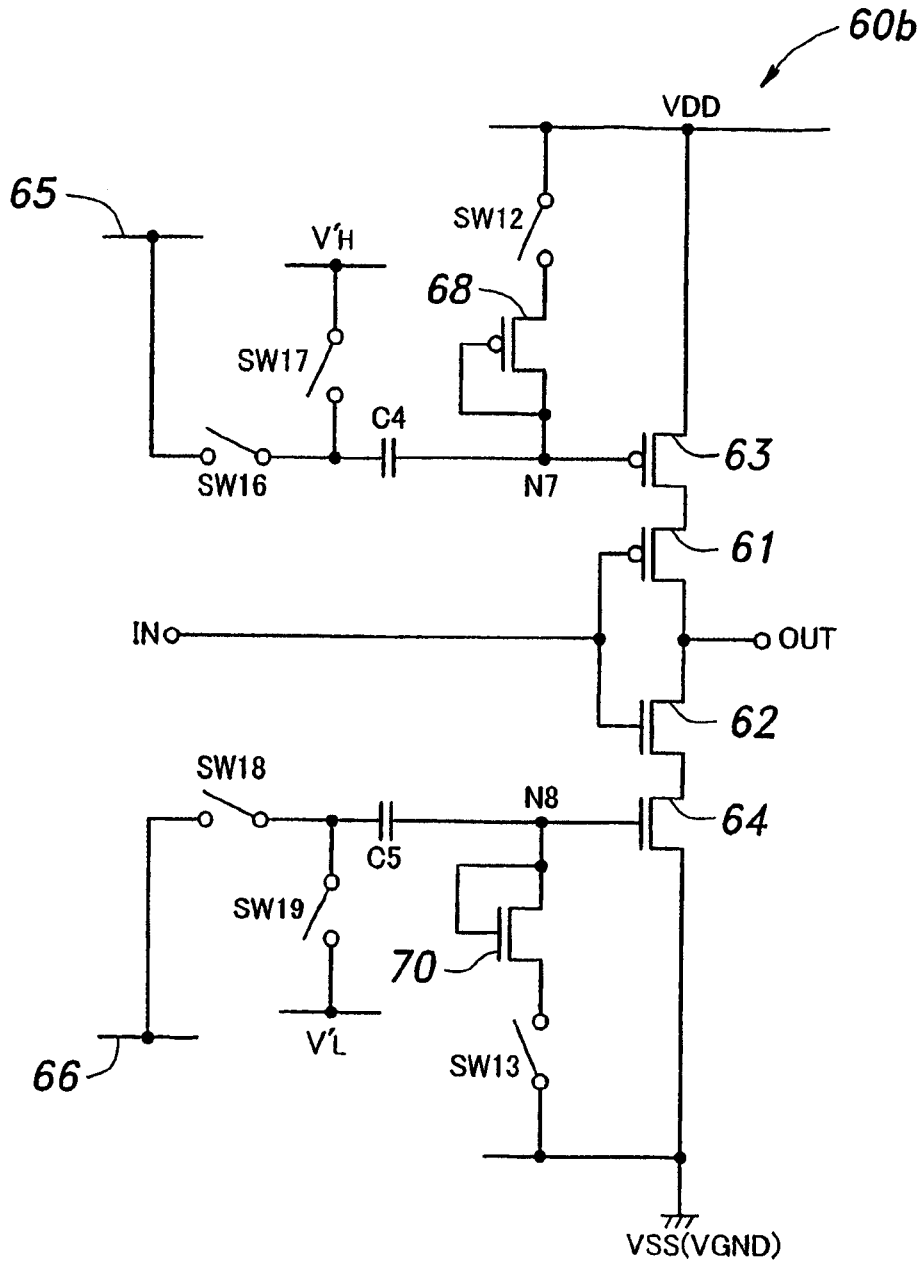 60b
VDD
65
SW12
V'H
68
SW17
C4
63
SW16
N7
61
IN
OUT
62
SW18
N8
64
C5
SW19
70
V'L
66
SW13
VSS(VGND)